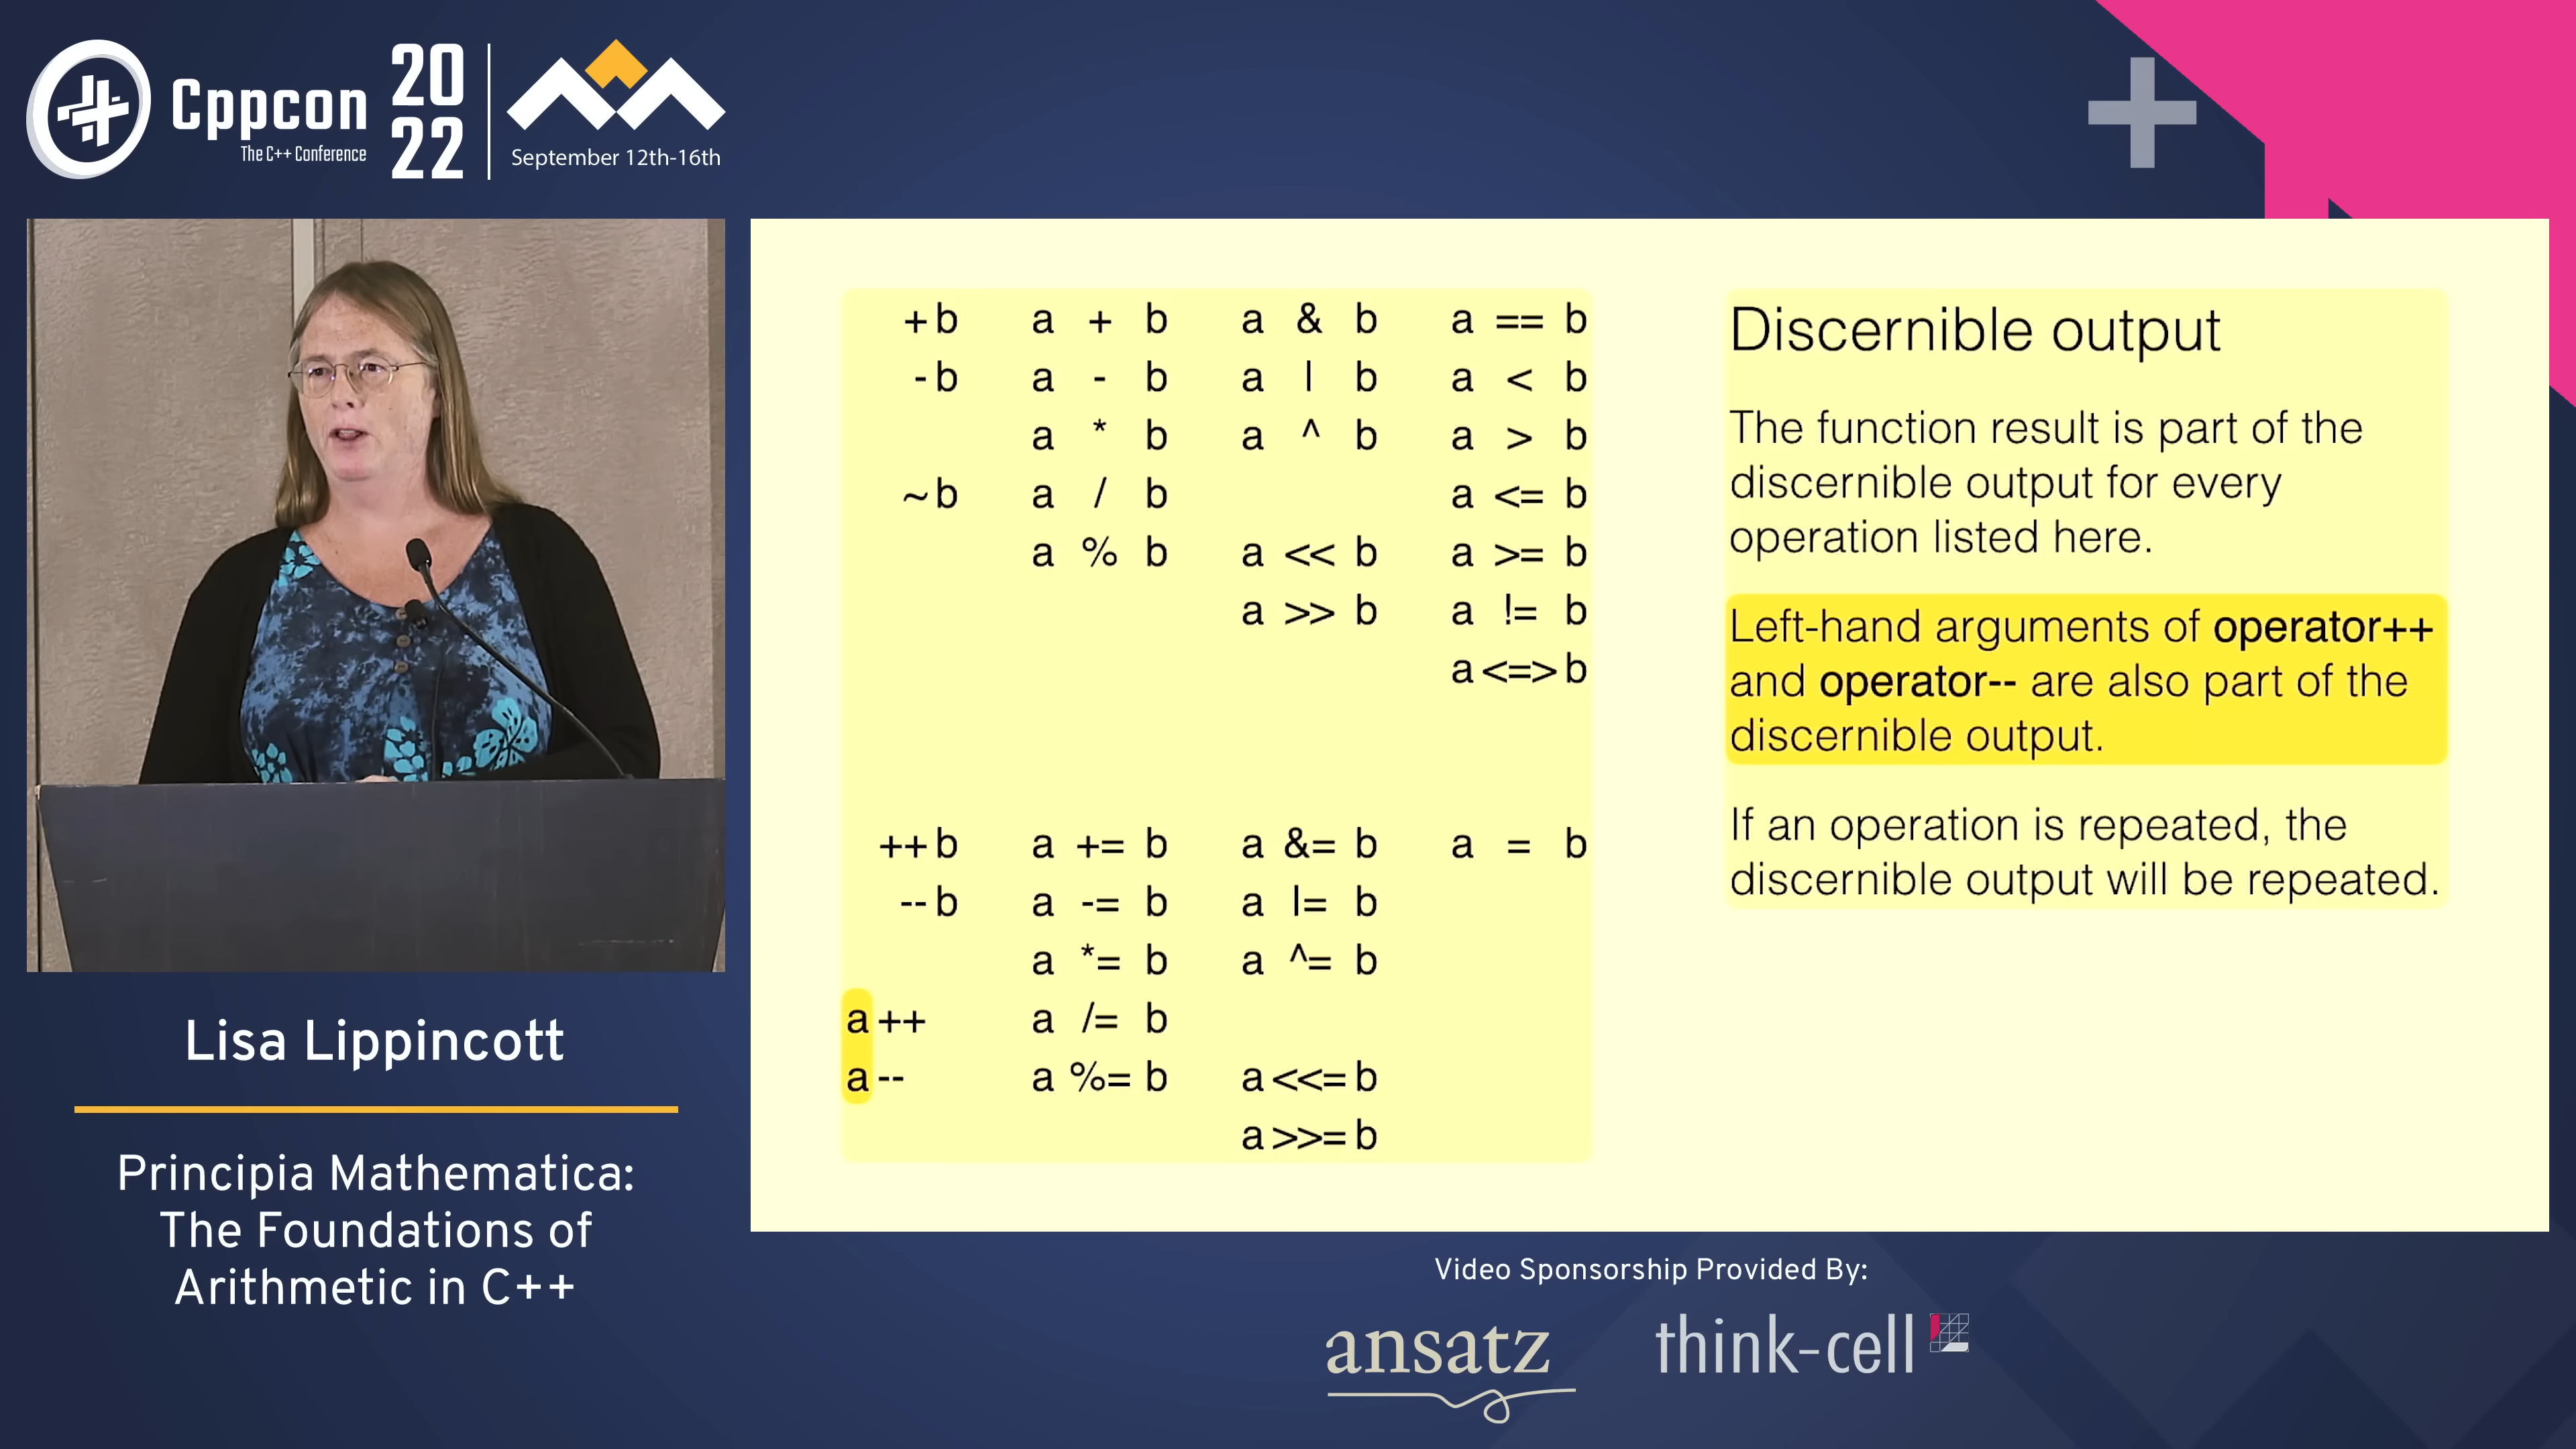 Cppcon
The C++ Conference
20
22
September 12th-16th
+b a + b a & b a == b
-b a - b a | b a < b
a * b a ^ b a > b
~b a / b a <= b
a % b a << b a >= b
a >> b a != b
a<=>b
++b a += b a &= b a = b
--b a -= b a |= b
a *= b a ^= b
a++ a /= b
a-- a %= b a<<=b
a>>=b
Discernible output
The function result is part of the
discernible output for every
operation listed here.
Left-hand arguments of operator++
and operator-- are also part of the
discernible output.
If an operation is repeated, the
discernible output will be repeated.
Lisa Lippincott
Principia Mathematica:
The Foundations of
Arithmetic in C++
Video Sponsorship Provided By:
ansatz
think-cell